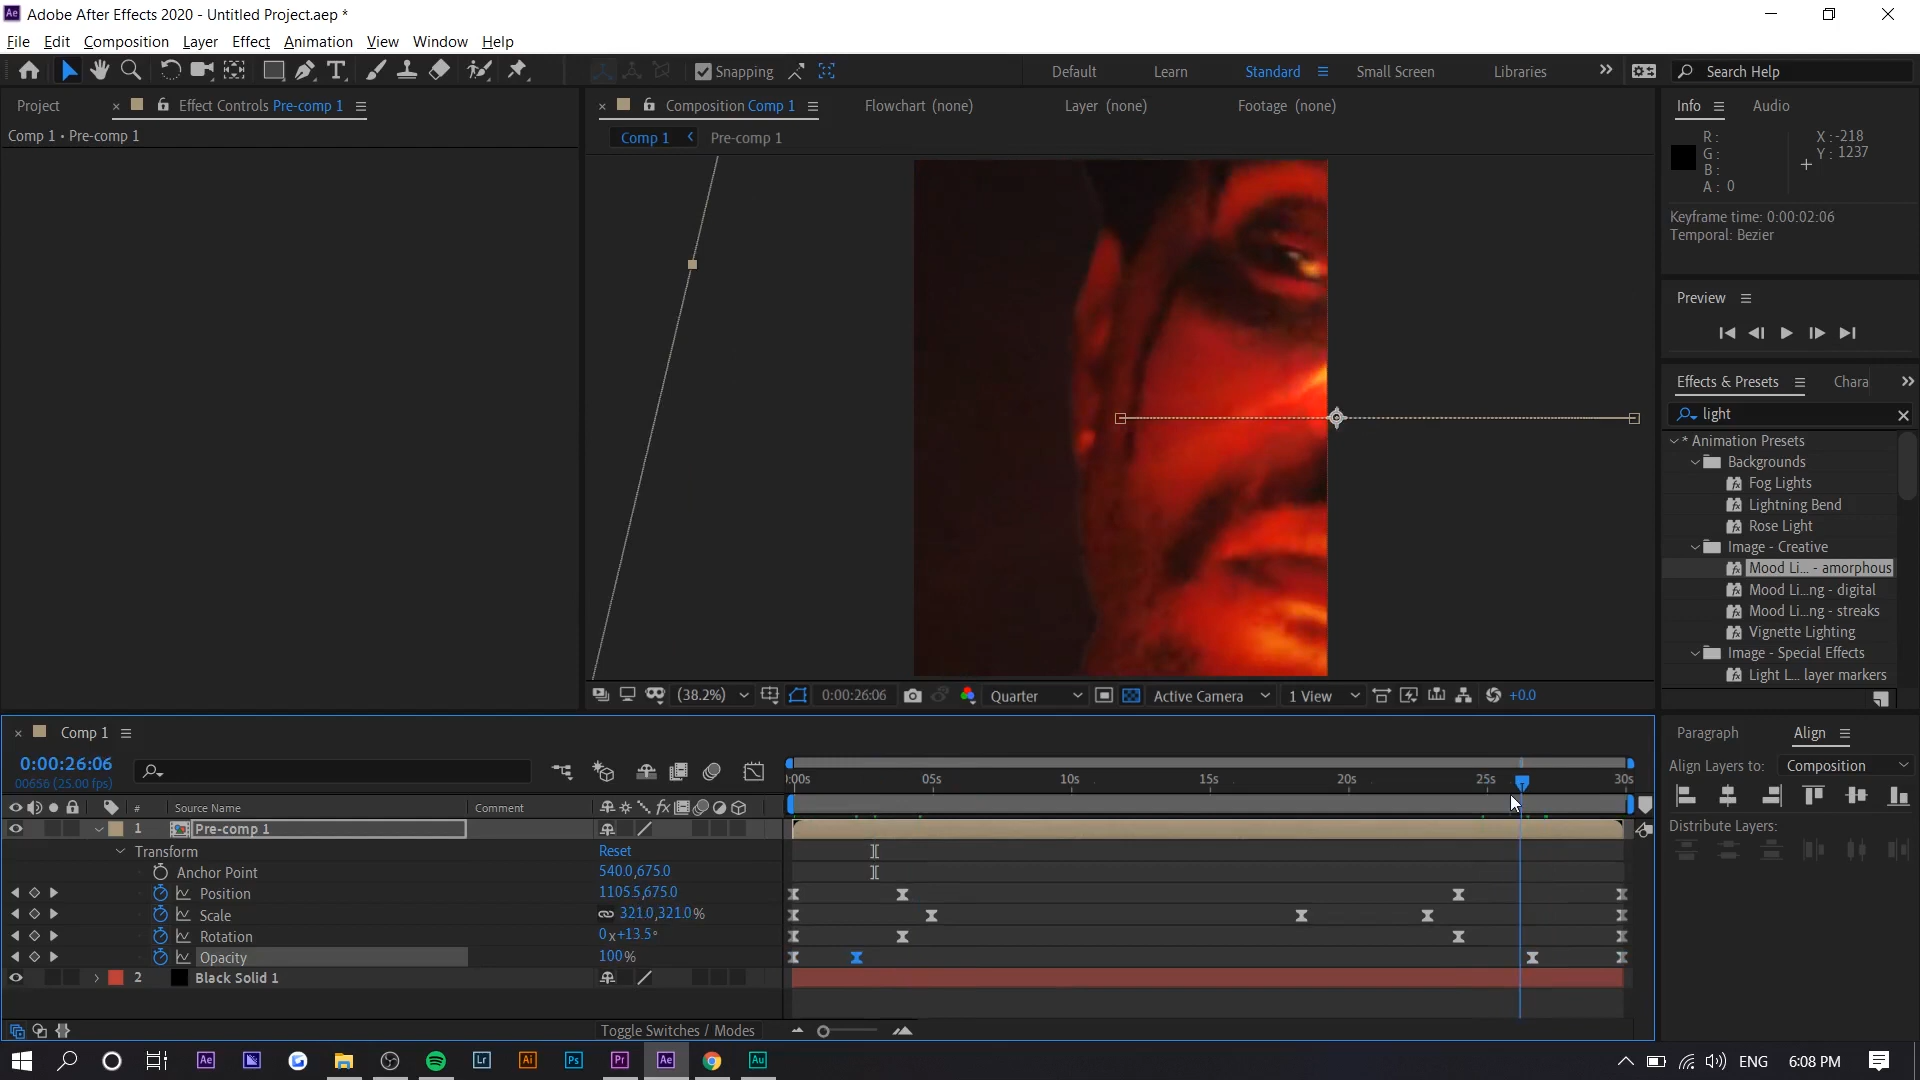 Adobe After Effects 2020 - Untitled Project.aep *
File Edit Composition Layer Effect Animation View Window Help
Snapping
Default Learn Standard Small Screen Libraries
Search Help
Project
Effect Controls Pre-comp 1
Comp 1 • Pre-comp 1
Composition Comp 1
Flowchart (none)
Layer (none)
Footage (none)
Comp 1
Pre-comp 1
Info
Audio
R :
G :
B :
A : 0
X : -218
Y : 1237
Keyframe time: 0:00:02:06
Temporal: Bezier
Preview
Effects & Presets
Chara
light
* Animation Presets
Backgrounds
Fog Lights
Lightning Bend
Rose Light
Image - Creative
Mood Li... - amorphous
Mood Li...ng - digital
Mood Li...ng - streaks
Vignette Lighting
Image - Special Effects
Light L... layer markers
(38.2%)
0:00:26:06
Quarter
Active Camera
1 View
+0.0
Comp 1
0:00:26:06
00656 (25.00 fps)
:00s 05s 10s 15s 20s 25s 30s
# Source Name Comment
1 Pre-comp 1
Transform Reset
Anchor Point 540.0,675.0
Position 1105.5,675.0
Scale 321.0,321.0%
Rotation 0x+13.5°
Opacity 100%
2 Black Solid 1
Toggle Switches / Modes
Paragraph
Align
Align Layers to: Composition
Distribute Layers:
Ae Lr Ai Ps Pr Ae Au
ENG
6:08 PM